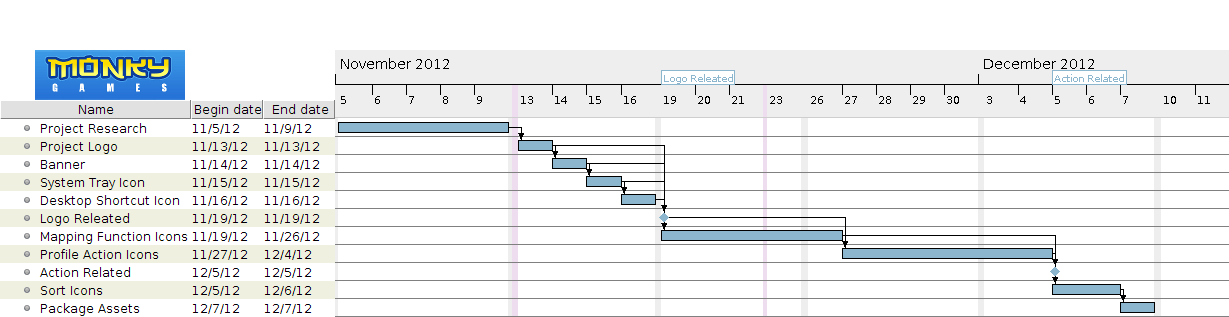 MONKY
GAMES
November 2012
December 2012
Logo Releated
Action Related
Name Begin date End date
5 6 7 8 9 13 14 15 16 19 20 21 23 26 27 28 29 30 3 4 5 6 7 10 11
Project Research 11/5/12 11/9/12
Project Logo 11/13/12 11/13/12
Banner 11/14/12 11/14/12
System Tray Icon 11/15/12 11/15/12
Desktop Shortcut Icon 11/16/12 11/16/12
Logo Releated 11/19/12 11/19/12
Mapping Function Icons 11/19/12 11/26/12
Profile Action Icons 11/27/12 12/4/12
Action Related 12/5/12 12/5/12
Sort Icons 12/5/12 12/6/12
Package Assets 12/7/12 12/7/12